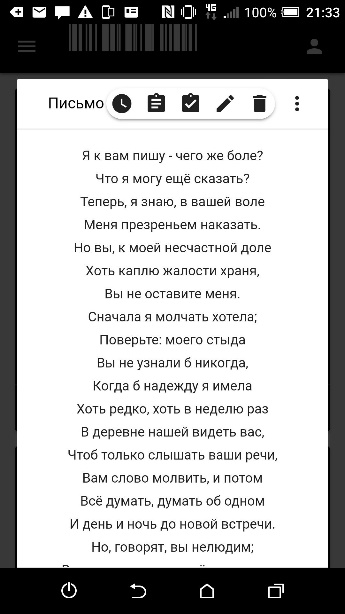 4G
100%
21:33
Письмо
Я к вам пишу - чего же боле?
Что я могу ещё сказать?
Теперь, я знаю, в вашей воле
Меня презреньем наказать.
Но вы, к моей несчастной доле
Хоть каплю жалости храня,
Вы не оставите меня.
Сначала я молчать хотела;
Поверьте: моего стыда
Вы не узнали б никогда,
Когда б надежду я имела
Хоть редко, хоть в неделю раз
В деревне нашей видеть вас,
Чтоб только слышать ваши речи,
Вам слово молвить, и потом
Всё думать, думать об одном
И день и ночь до новой встречи.
Но, говорят, вы нелюдим;